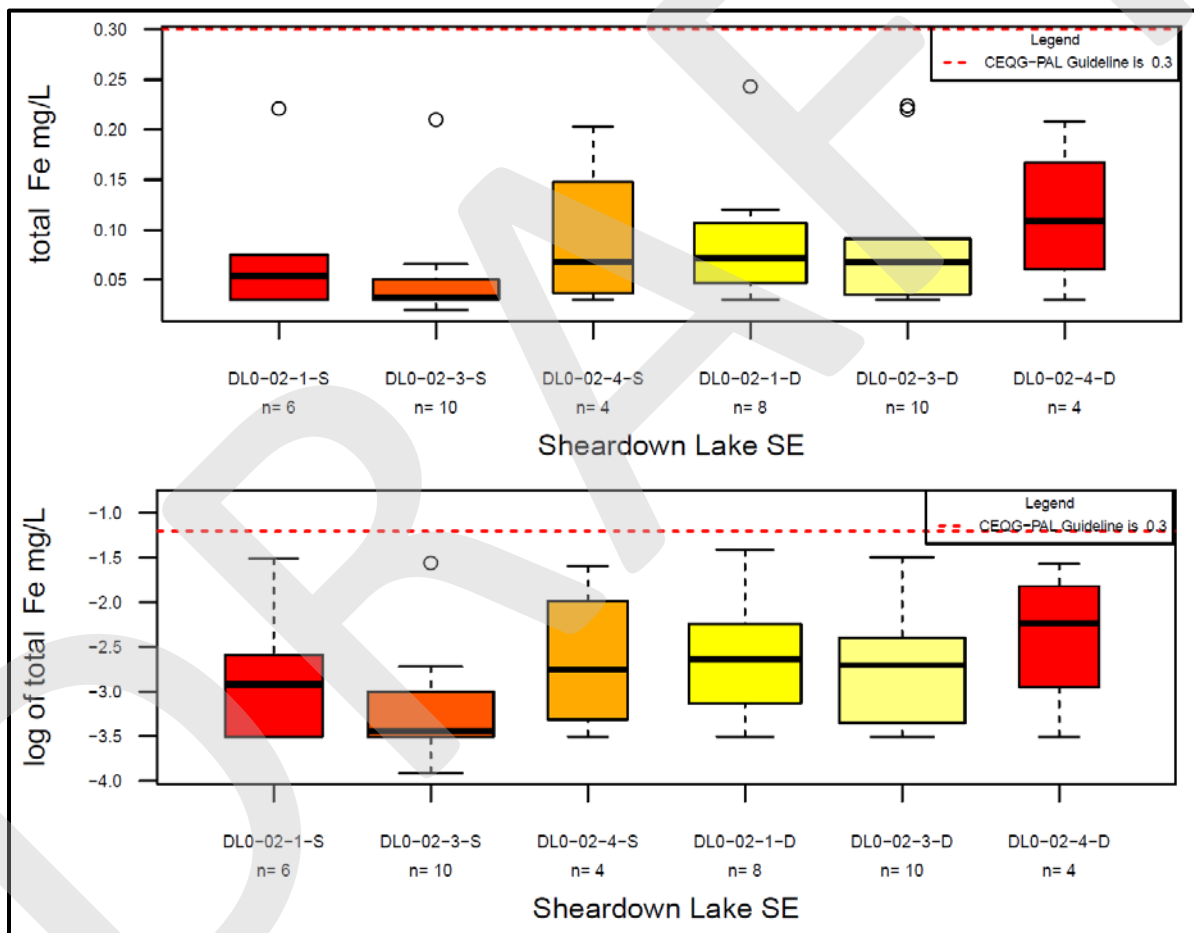 Legend
CEQG-PAL Guideline is 0.3
total Fe mg/L
0.30
0.25
0.20
0.15
0.10
0.05
DL0-02-1-S
DL0-02-3-S
DL0-02-4-S
DL0-02-1-D
DL0-02-3-D
DL0-02-4-D
n= 6
n= 10
n= 4
n= 8
n= 10
n= 4
Sheardown Lake SE
Legend
CEQG-PAL Guideline is 0.3
log of total Fe mg/L
-1.0
-1.5
-2.0
-2.5
-3.0
-3.5
-4.0
DL0-02-1-S
DL0-02-3-S
DL0-02-4-S
DL0-02-1-D
DL0-02-3-D
DL0-02-4-D
n= 6
n= 10
n= 4
n= 8
n= 10
n= 4
Sheardown Lake SE
DRAFT